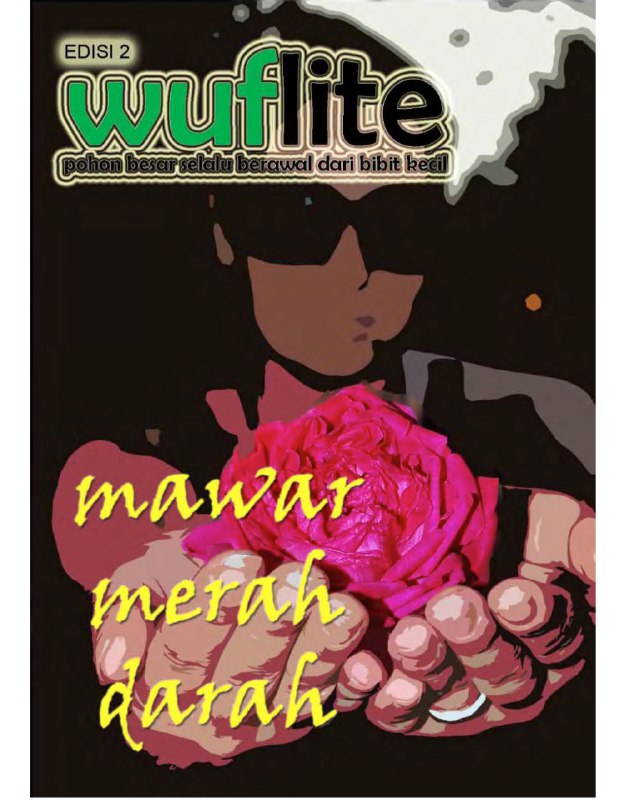 EDISI 2
wuflite
pohon besar selalu berawal dari bibit kecil
mawar
merah
darah